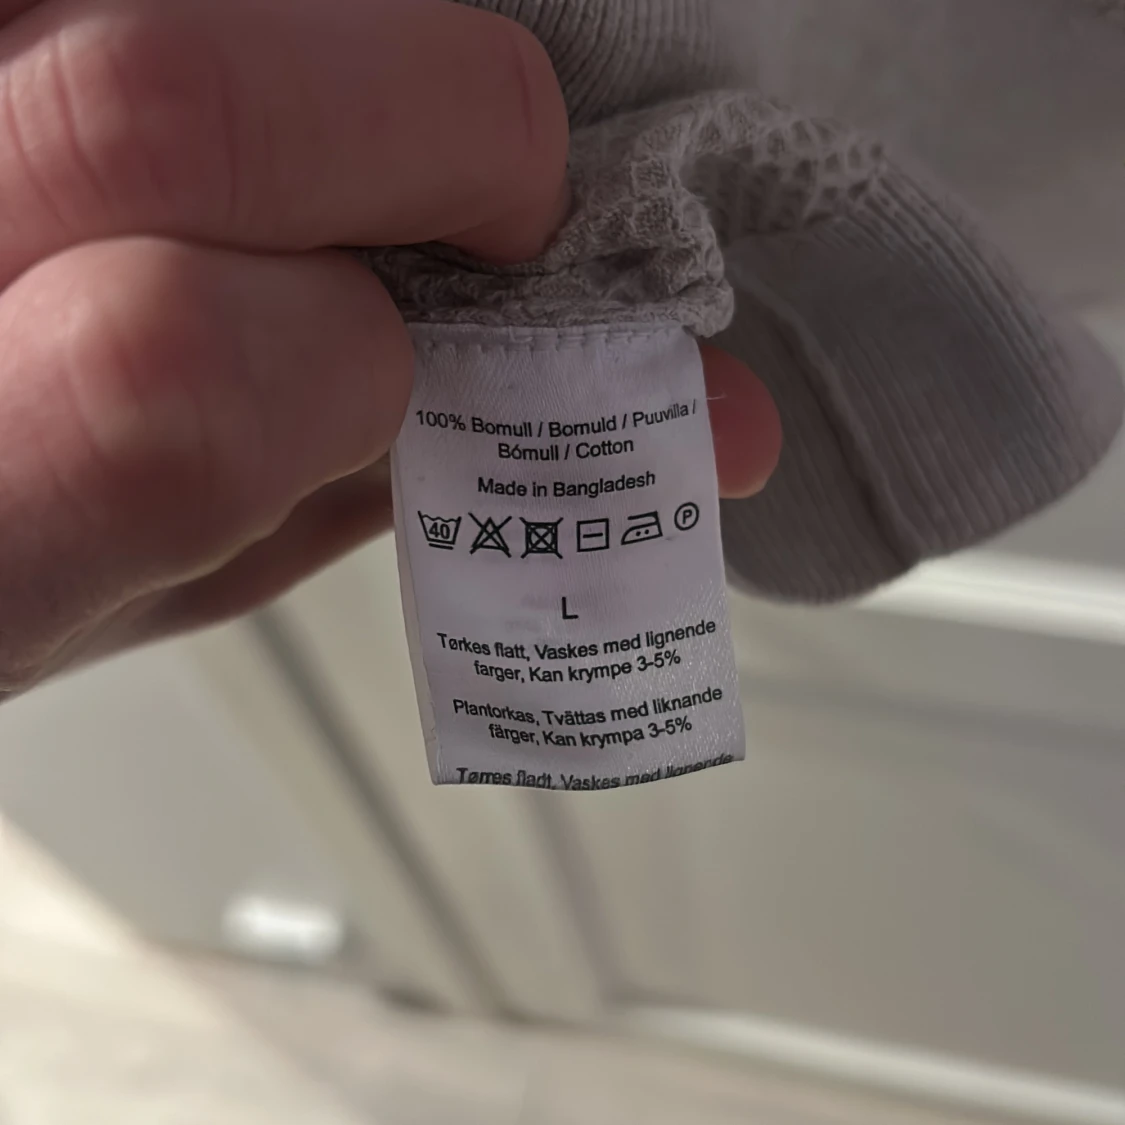 100% Bomull / Bomuld / Puuvilla /
Bómull / Cotton
Made in Bangladesh
40 P
L
Tørkes flatt, Vaskes med lignende
farger, Kan krympe 3-5%
Plantorkas, Tvättas med liknande
färger, Kan krympa 3-5%
Tørres fladt, Vaskes med lignende